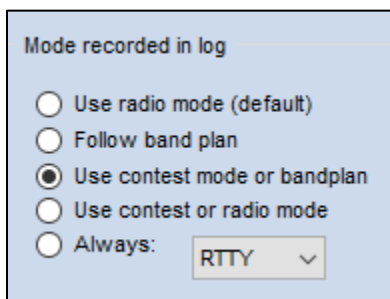 Mode recorded in log
Use radio mode (default)
Follow band plan
Use contest mode or bandplan
Use contest or radio mode
Always: RTTY